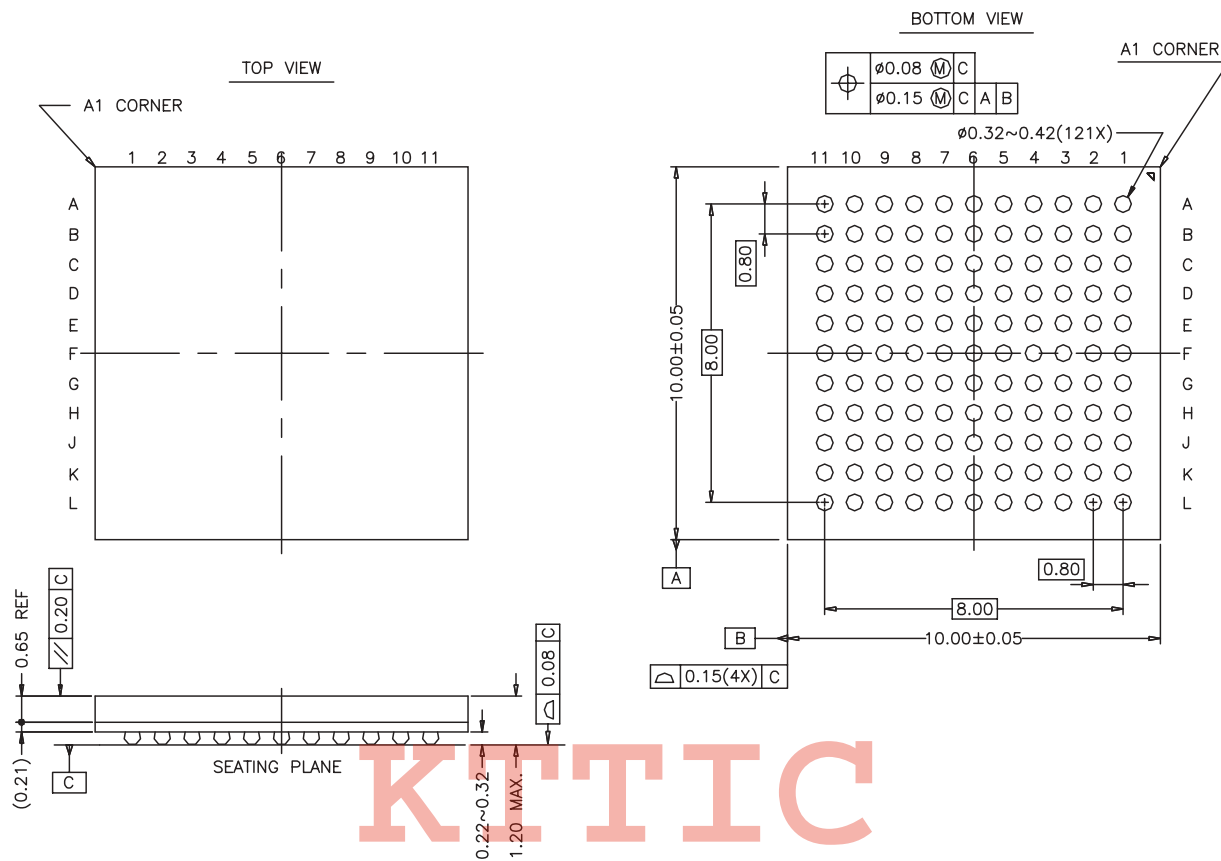 TOP VIEW
A1 CORNER
1 2 3 4 5 6 7 8 9 10 11
A
B
C
D
E
F
G
H
J
K
L
BOTTOM VIEW
A1 CORNER
⌀0.08 Ⓜ C
⌀0.15 Ⓜ C A B
⌀0.32~0.42(121X)
11 10 9 8 7 6 5 4 3 2 1
A
B
C
D
E
F
G
H
J
K
L
0.80
8.00
10.00±0.05
A
0.80
8.00
B
10.00±0.05
⌓ 0.15(4X) C
0.65 REF
(0.21)
// 0.20 C
C
SEATING PLANE
0.22~0.32
1.20 MAX.
⌓ 0.08 C
KTTIC